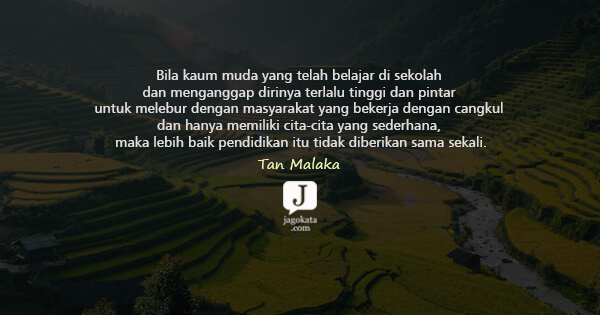 Bila kaum muda yang telah belajar di sekolah
dan menganggap dirinya terlalu tinggi dan pintar
untuk melebur dengan masyarakat yang bekerja dengan cangkul
dan hanya memiliki cita-cita yang sederhana,
maka lebih baik pendidikan itu tidak diberikan sama sekali.
Tan Malaka
J
jagokata
.com